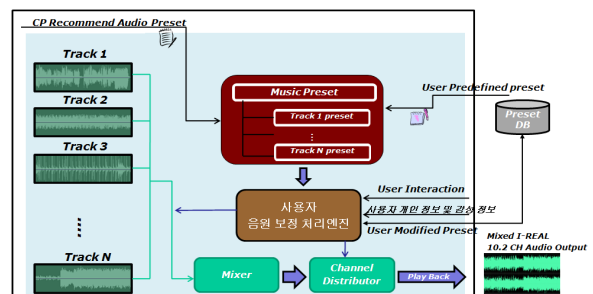 CP Recommend Audio Preset
Track 1
Track 2
Track 3
Track N
Music Preset
Track 1 preset
⋮
Track N preset
User Predefined preset
Preset
DB
사용자
음원 보정 처리엔진
User Interaction
사용자 개인 정보 및 감성 정보
User Modified Preset
Mixer
Channel
Distributor
Play Back
Mixed I-REAL
10.2 CH Audio Output